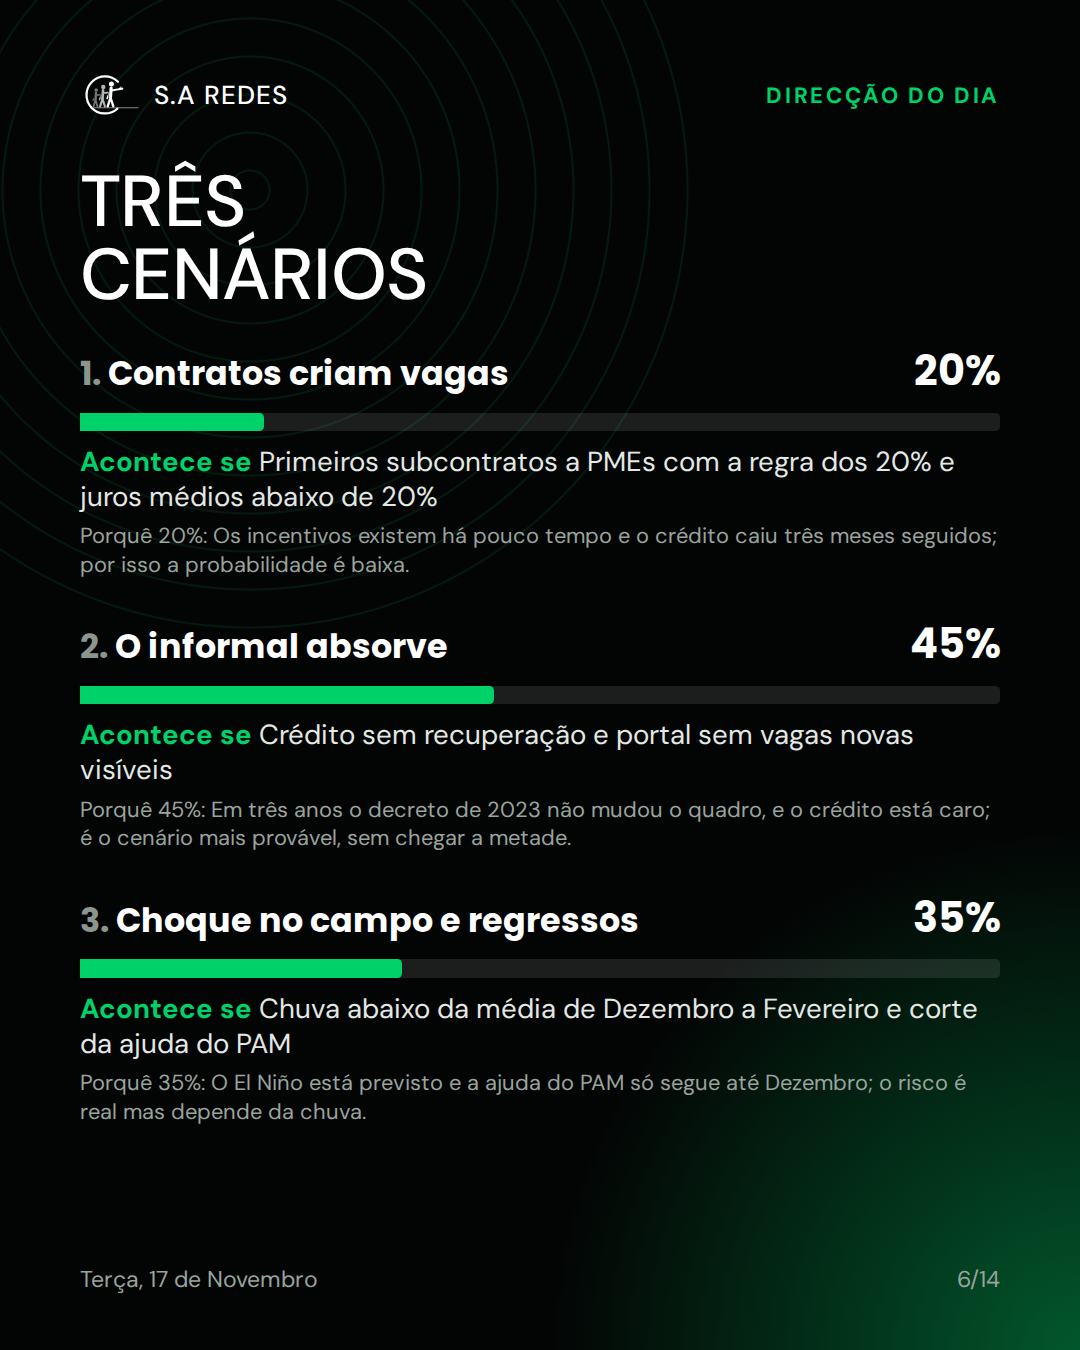 S.A REDES
DIRECÇÃO DO DIA
TRÊS
CENÁRIOS
1. Contratos criam vagas 20%
Acontece se Primeiros subcontratos a PMEs com a regra dos 20% e
juros médios abaixo de 20%
Porquê 20%: Os incentivos existem há pouco tempo e o crédito caiu três meses seguidos;
por isso a probabilidade é baixa.
2. O informal absorve 45%
Acontece se Crédito sem recuperação e portal sem vagas novas
visíveis
Porquê 45%: Em três anos o decreto de 2023 não mudou o quadro, e o crédito está caro;
é o cenário mais provável, sem chegar a metade.
3. Choque no campo e regressos 35%
Acontece se Chuva abaixo da média de Dezembro a Fevereiro e corte
da ajuda do PAM
Porquê 35%: O El Niño está previsto e a ajuda do PAM só segue até Dezembro; o risco é
real mas depende da chuva.
Terça, 17 de Novembro
6/14